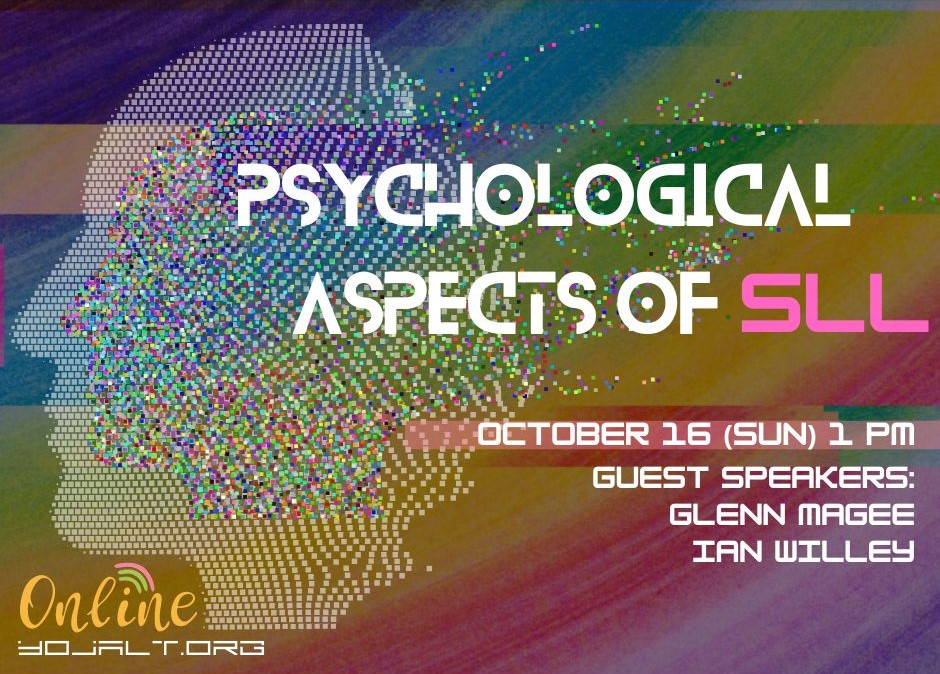 PSYCHOLOGICAL
ASPECTS OF SLL
OCTOBER 16 (SUN) 1 PM
GUEST SPEAKERS:
GLENN MAGEE
IAN WILLEY
Online
YOJALT.ORG